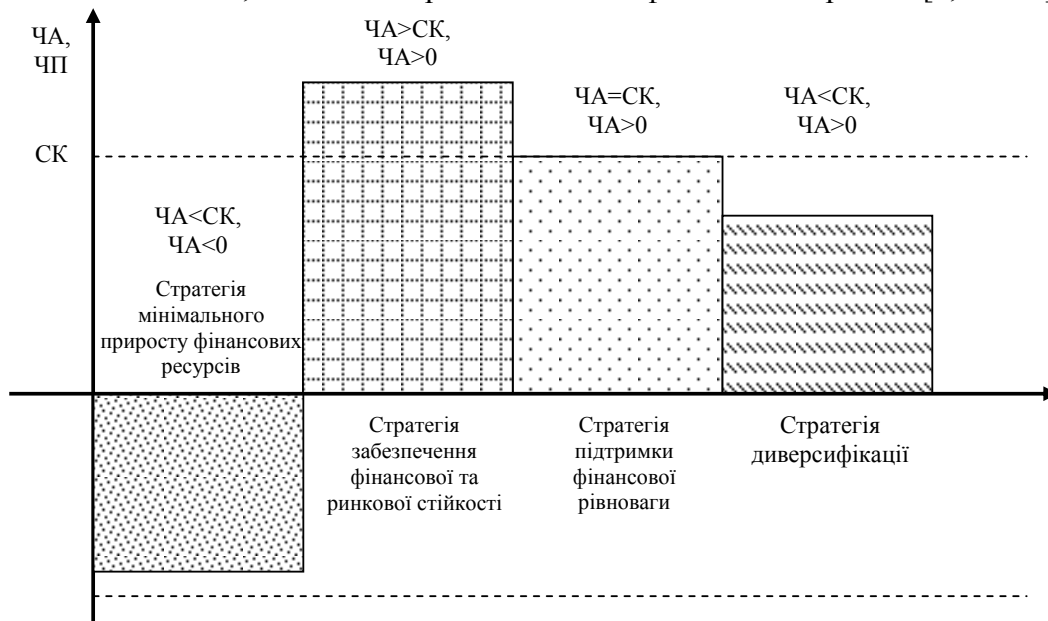 ЧА,
ЧП
ЧА>СК,
ЧА>0
ЧА=СК,
ЧА>0
ЧА<СК,
ЧА>0
СК
ЧА<СК,
ЧА<0
Стратегія
мінімального
приросту фінансових
ресурсів
Стратегія
забезпечення
фінансової та
ринкової стійкості
Стратегія
підтримки
фінансової
рівноваги
Стратегія
диверсифікації